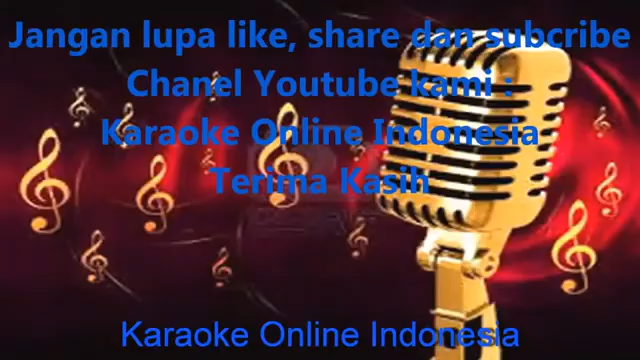 Jangan lupa like, share dan subcribe
Chanel Youtube kami :
Karaoke Online Indonesia
Terima Kasih
Karaoke Online Indonesia